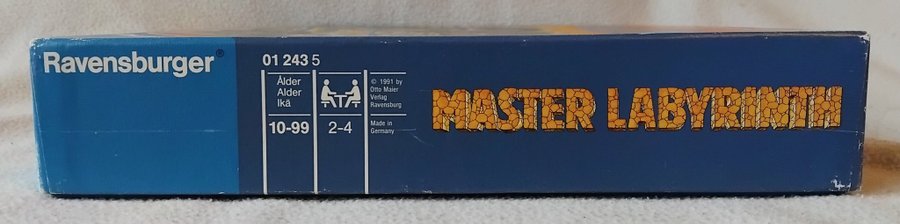 Ravensburger®
01 243 5
Ålder
Alder
Ikä
10-99
2-4
© 1991 by
Otto Maier
Verlag
Ravensburg
Made in
Germany
MASTER LABYRINTH